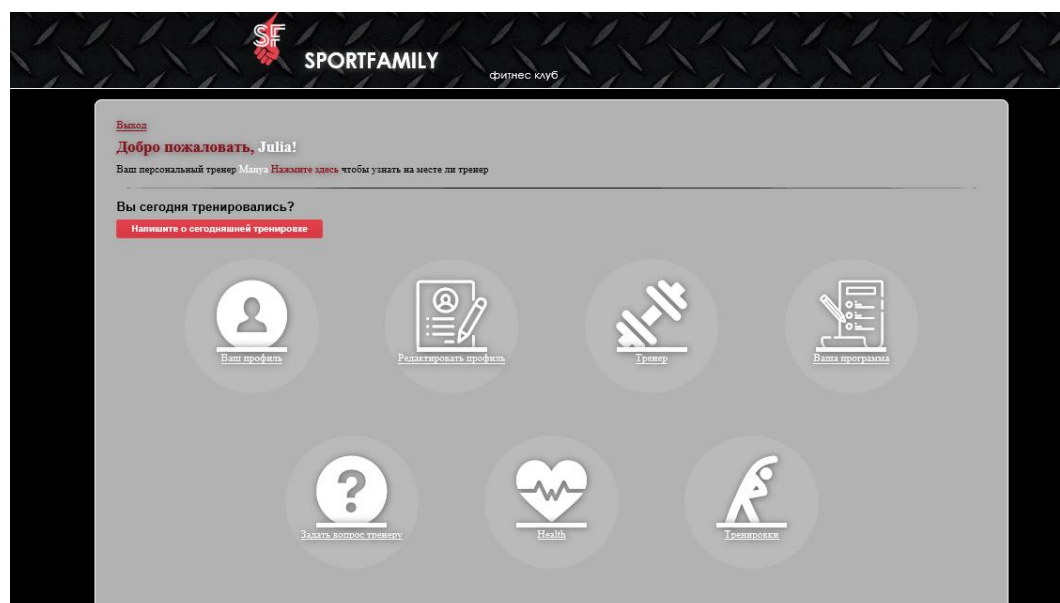 SF
SPORTFAMILY
фитнес клуб
Выход
Добро пожаловать, Julia!
Ваш персональный тренер Manya Нажмите здесь чтобы узнать на месте ли тренер
Вы сегодня тренировались?
Напишите о сегодняшней тренировке
Ваш профиль
Редактировать профиль
Тренер
Ваша программа
?
Задать вопрос тренеру
Health
Тренировки